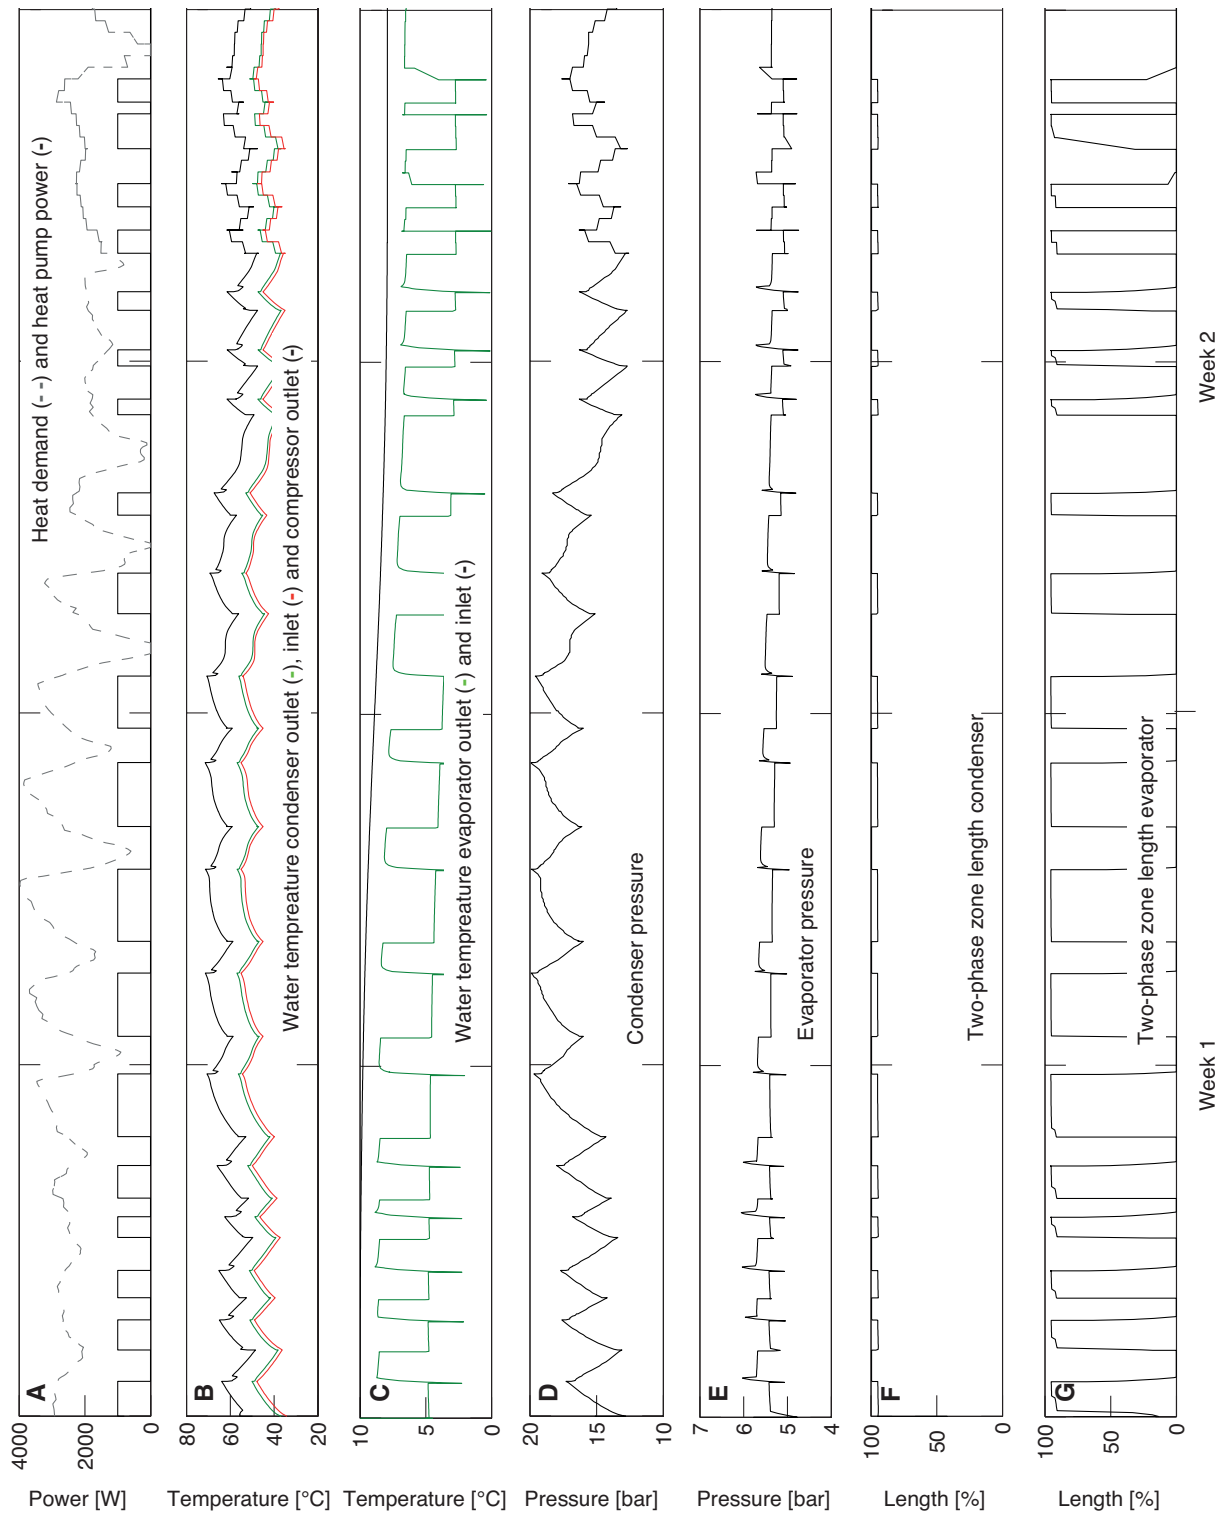 A
Heat demand (- -) and heat pump power (-)
4000
2000
0
Power [W]
B
Water tempreature condenser outlet (-), inlet (-) and compressor outlet (-)
80
60
40
20
Temperature [°C]
C
Water tempreature evaporator outlet (-) and inlet (-)
10
5
0
Temperature [°C]
D
Condenser pressure
20
15
10
Pressure [bar]
E
Evaporator pressure
7
6
5
4
Pressure [bar]
F
Two-phase zone length condenser
100
50
0
Length [%]
G
Two-phase zone length evaporator
100
50
0
Length [%]
Week 1
Week 2